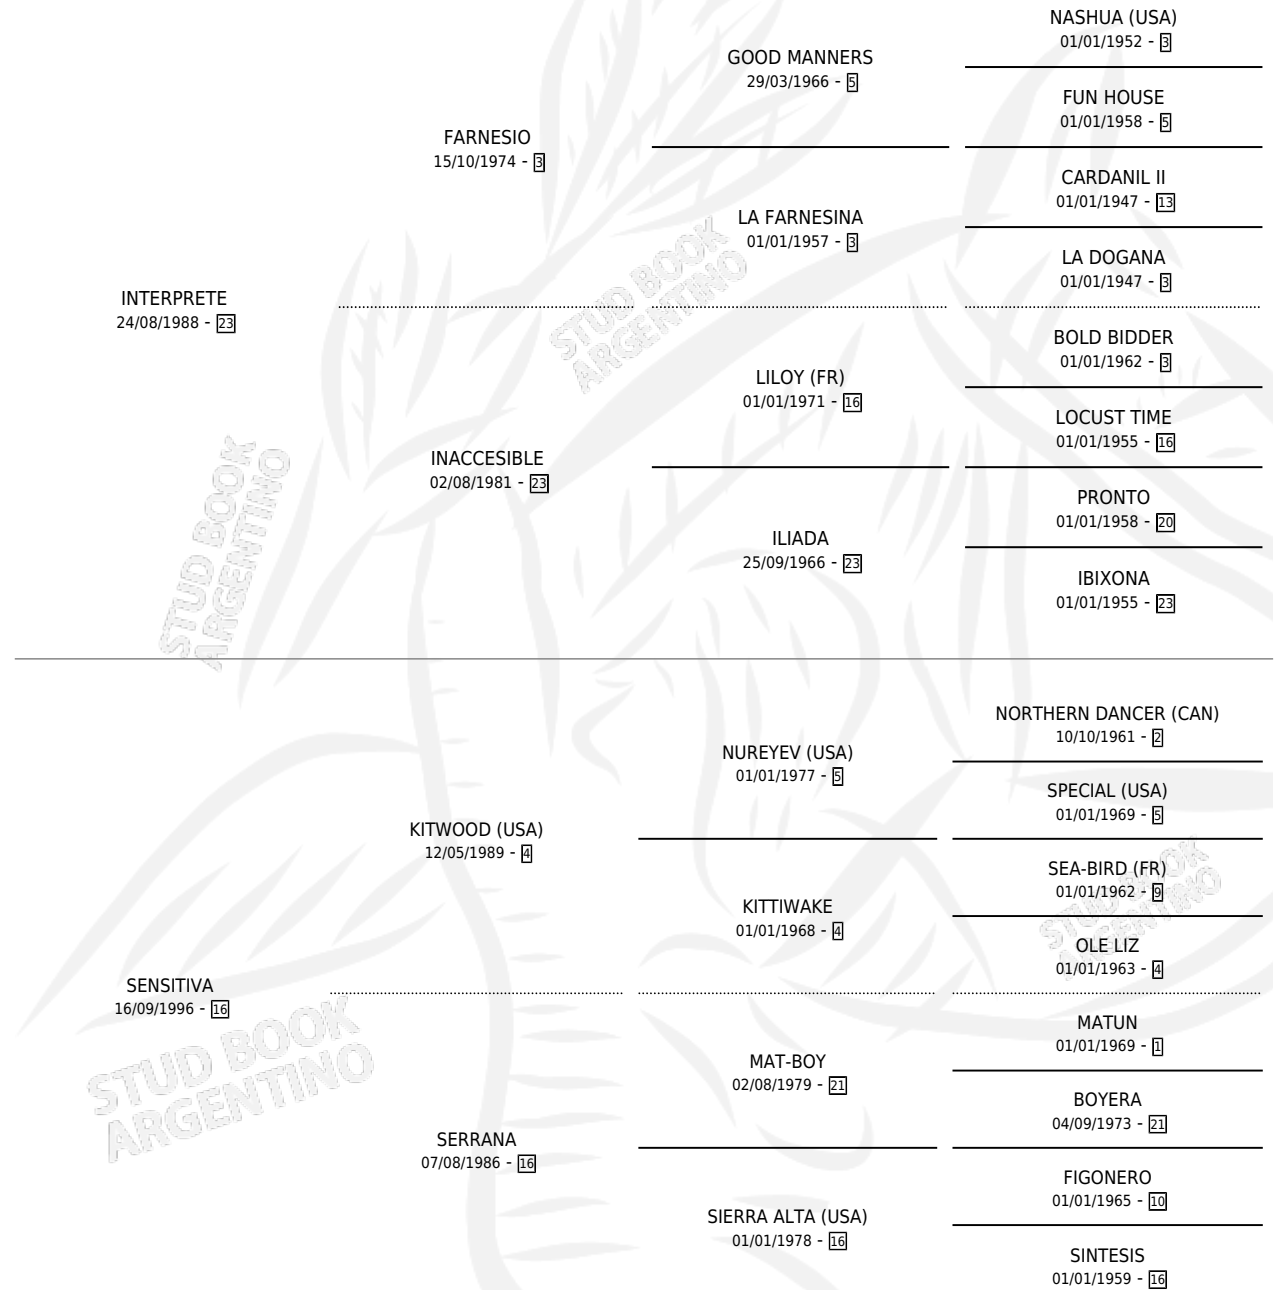 NASHUA (USA)
01/01/1952 - 3
GOOD MANNERS
29/03/1966 - 5
FUN HOUSE
01/01/1958 - 5
FARNESIO
15/10/1974 - 3
CARDANIL II
01/01/1947 - 13
LA FARNESINA
01/01/1957 - 3
LA DOGANA
01/01/1947 - 3
INTERPRETE
24/08/1988 - 23
BOLD BIDDER
01/01/1962 - 3
LILOY (FR)
01/01/1971 - 16
LOCUST TIME
01/01/1955 - 16
INACCESIBLE
02/08/1981 - 23
PRONTO
01/01/1958 - 20
ILIADA
25/09/1966 - 23
IBIXONA
01/01/1955 - 23
NORTHERN DANCER (CAN)
10/10/1961 - 2
NUREYEV (USA)
01/01/1977 - 5
SPECIAL (USA)
01/01/1969 - 5
KITWOOD (USA)
12/05/1989 - 4
SEA-BIRD (FR)
01/01/1962 - 9
KITTIWAKE
01/01/1968 - 4
OLE LIZ
01/01/1963 - 4
SENSITIVA
16/09/1996 - 16
MATUN
01/01/1969 - 1
MAT-BOY
02/08/1979 - 21
BOYERA
04/09/1973 - 21
SERRANA
07/08/1986 - 16
FIGONERO
01/01/1965 - 10
SIERRA ALTA (USA)
01/01/1978 - 16
SINTESIS
01/01/1959 - 16
STUD BOOK
ARGENTINO
STUD BOOK
ARGENTINO
STUD BOOK
ARGENTINO
STUD BOOK
ARGENTINO